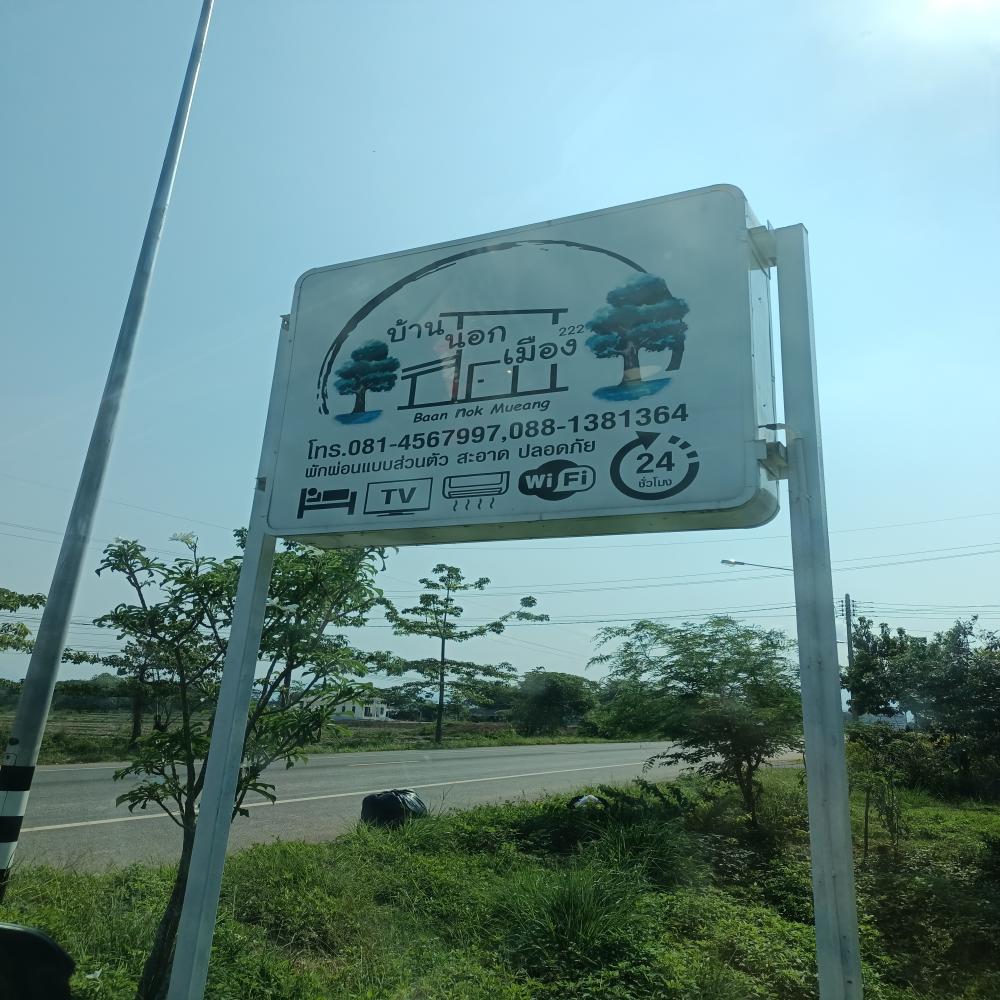 บ้านนอกเมือง 222
Baan Nok Mueang
โทร.081-4567997,088-1381364
พักผ่อนแบบส่วนตัว สะอาด ปลอดภัย
TV
WiFi
24
ชั่วโมง